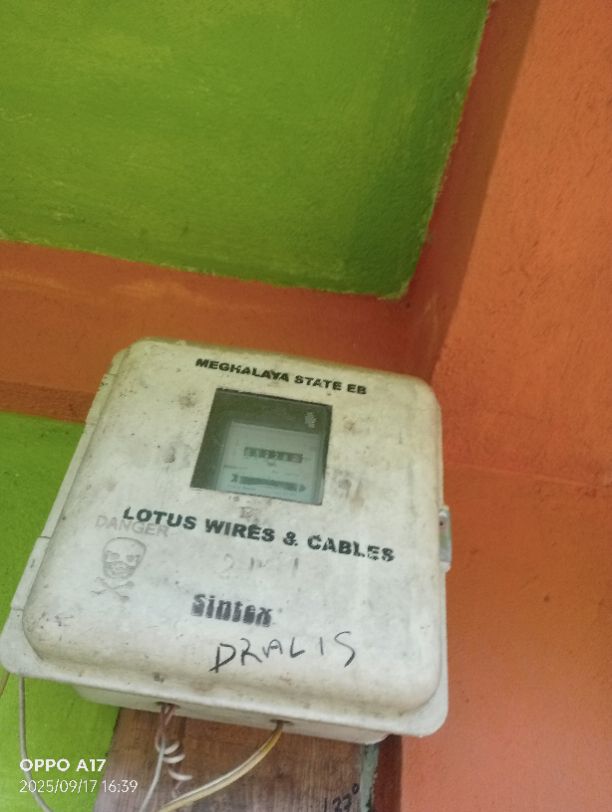 MEGHALAYA STATE EB
LOTUS WIRES & CABLES
DANGER
Sintex
DRALIS
OPPO A17
2025/09/17 16:39